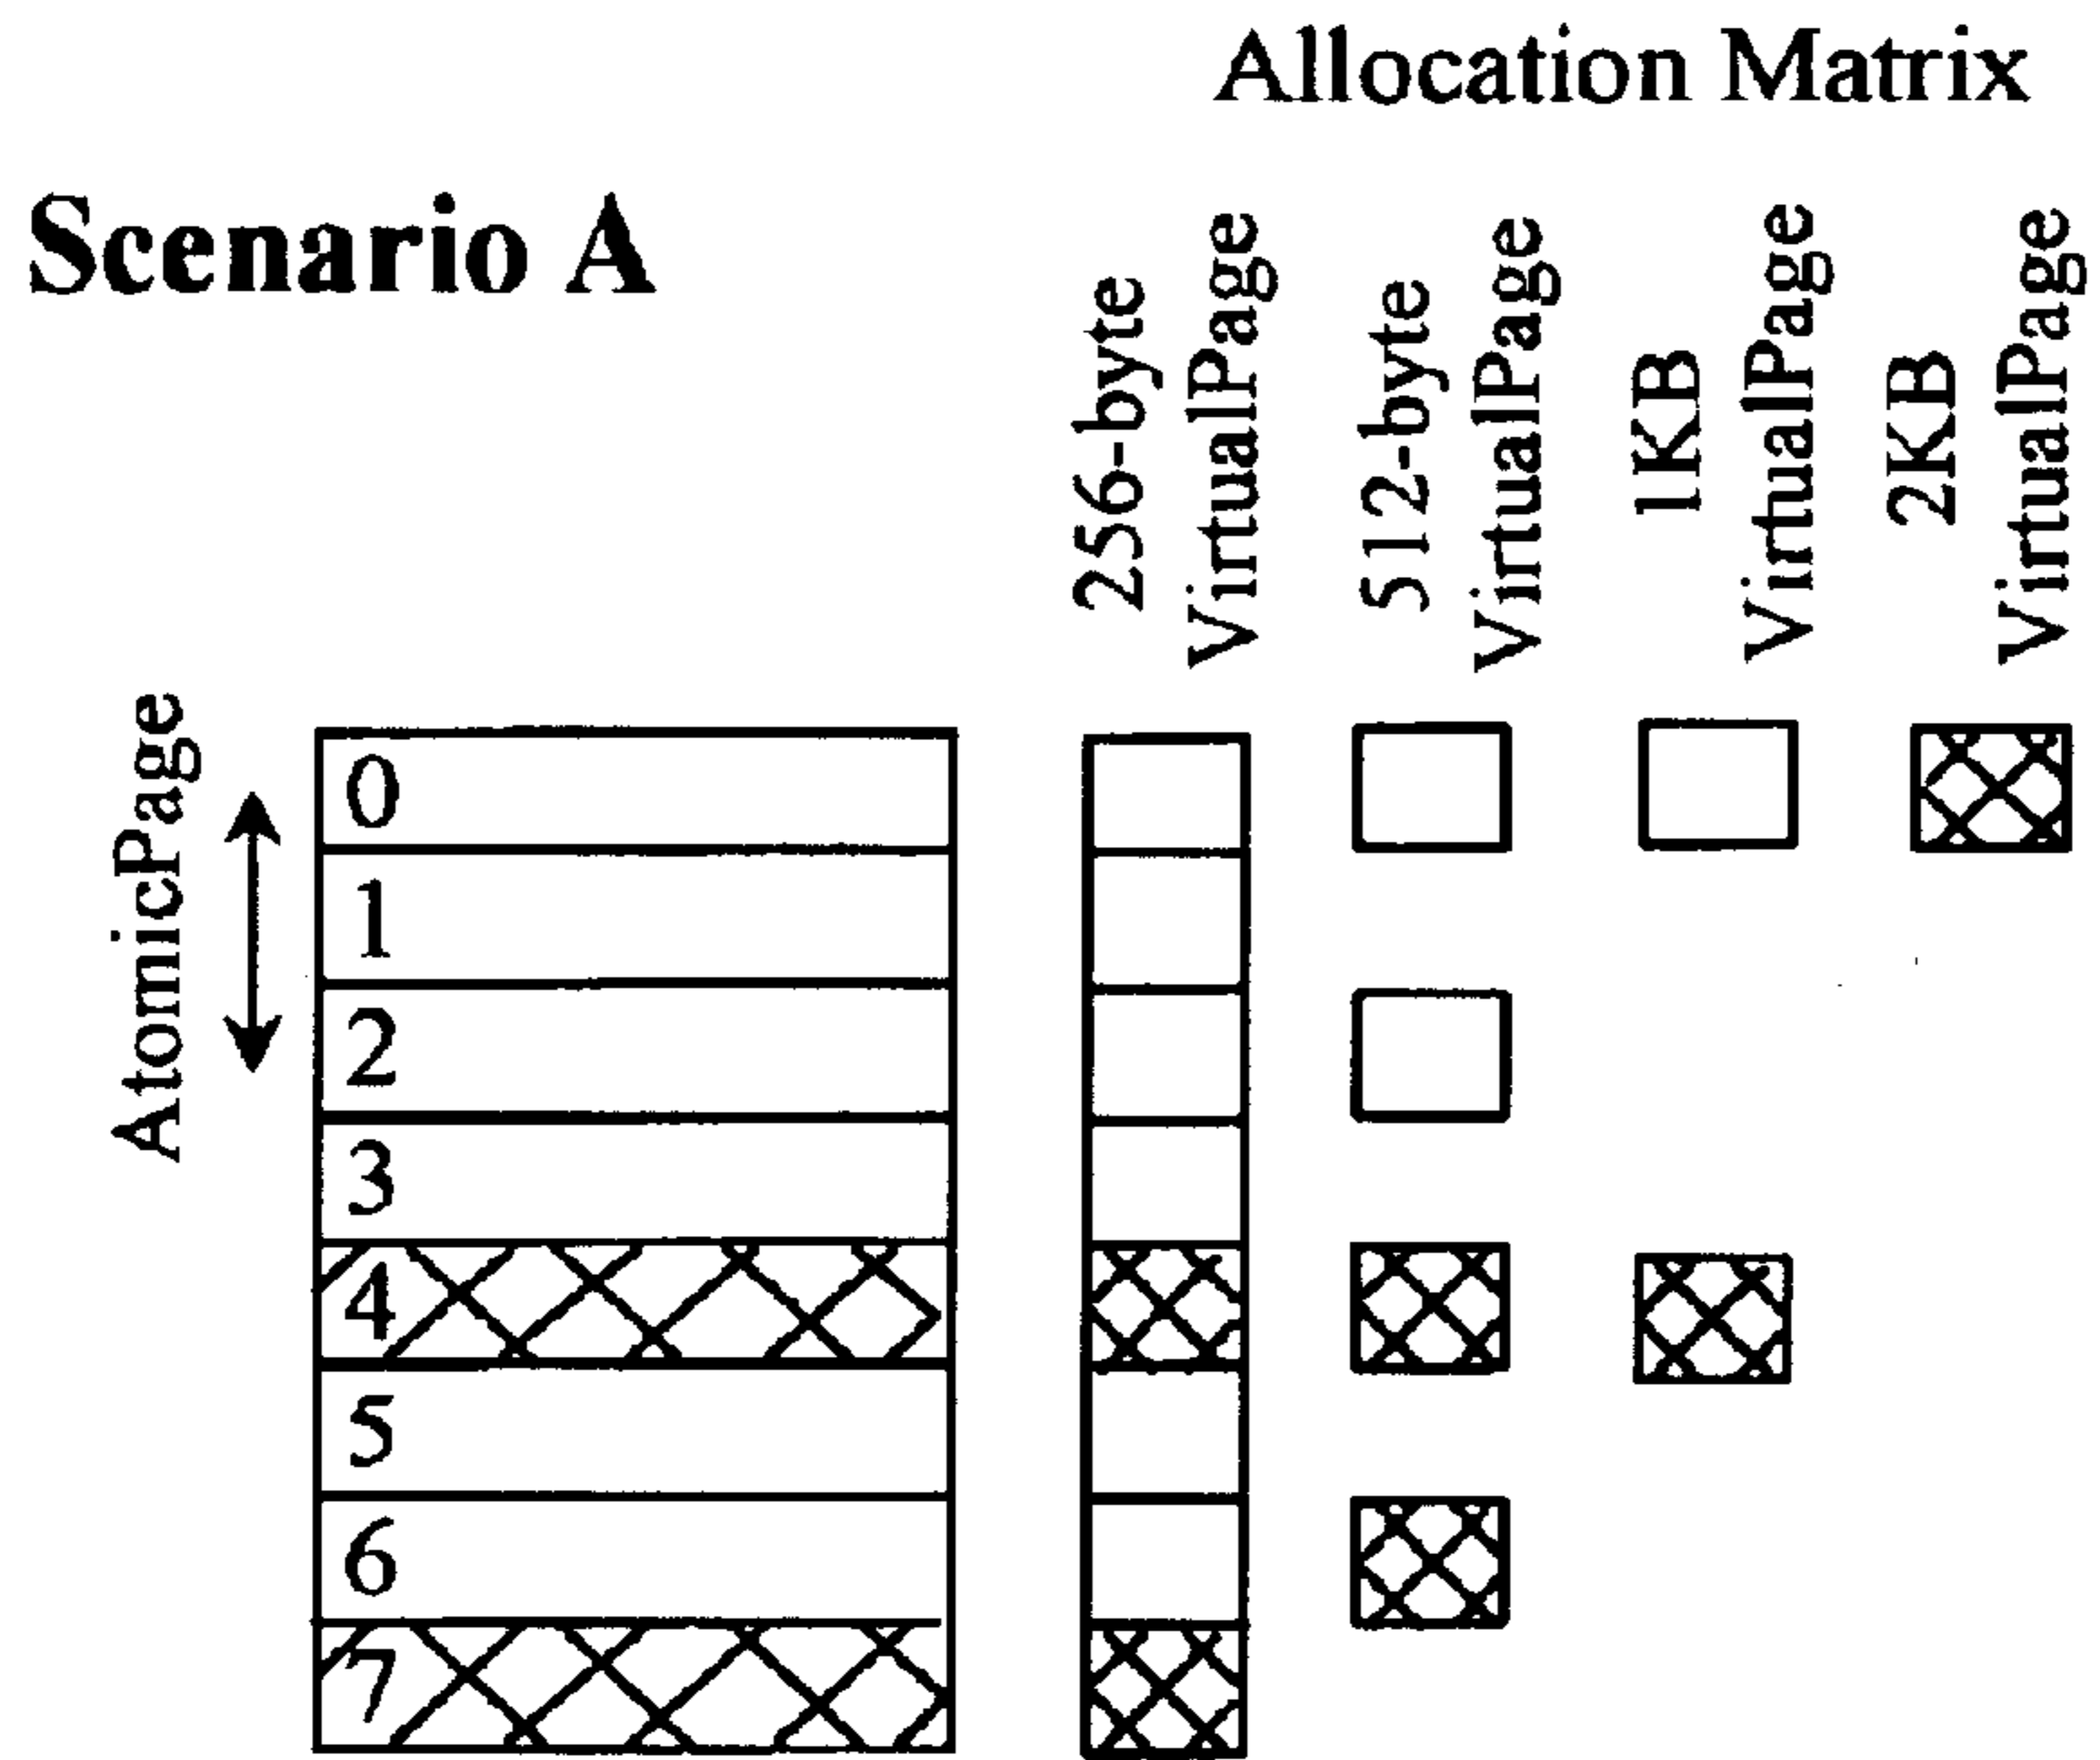 Allocation Matrix
Scenario A
256-byte
VirtualPage
512-byte
VirtualPage
1KB
VirtualPage
2KB
VirtualPage
AtomicPage
0
1
2
3
4
5
6
7